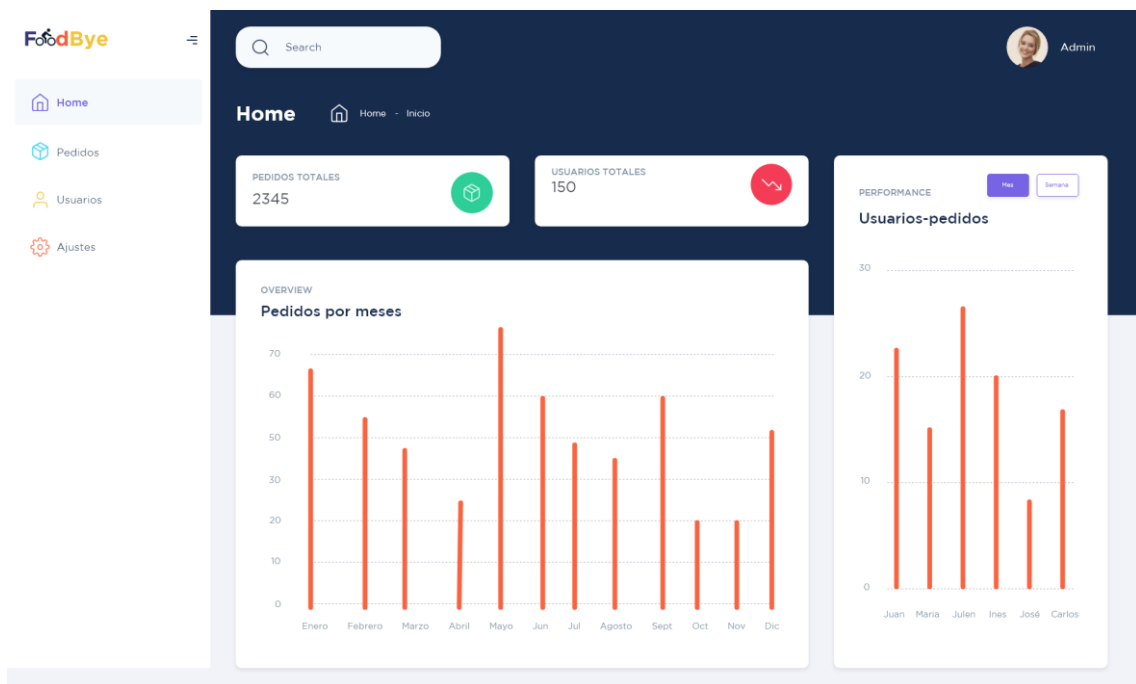 FoodBye
Search
Admin
Home
Home
Home - Inicio
Pedidos
Usuarios
Ajustes
PEDIDOS TOTALES
2345
USUARIOS TOTALES
150
OVERVIEW
Pedidos por meses
70
60
50
30
20
10
0
Enero Febrero Marzo Abril Mayo Jun Jul Agosto Sept Oct Nov Dic
PERFORMANCE
Mes Semana
Usuarios-pedidos
30
20
10
0
Juan Maria Julen Ines José Carlos